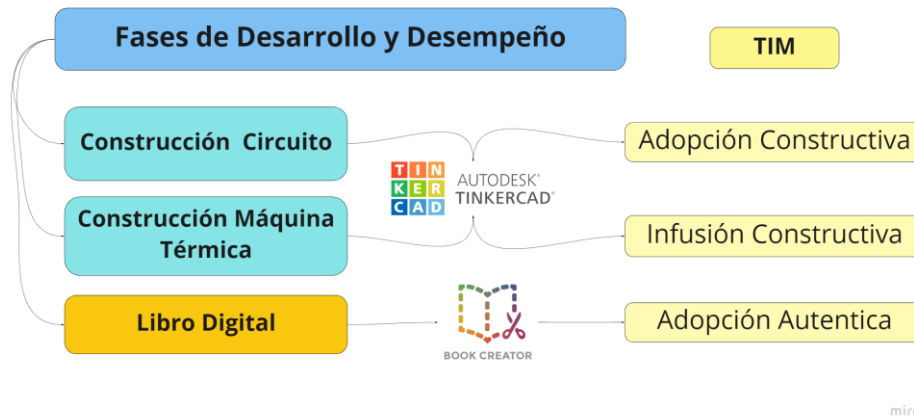 Fases de Desarrollo y Desempeño
TIM
Construcción Circuito
TIN
KER
CAD
AUTODESK®
TINKERCAD®
Adopción Constructiva
Construcción Máquina
Térmica
Infusión Constructiva
Libro Digital
BOOK CREATOR
Adopción Autentica